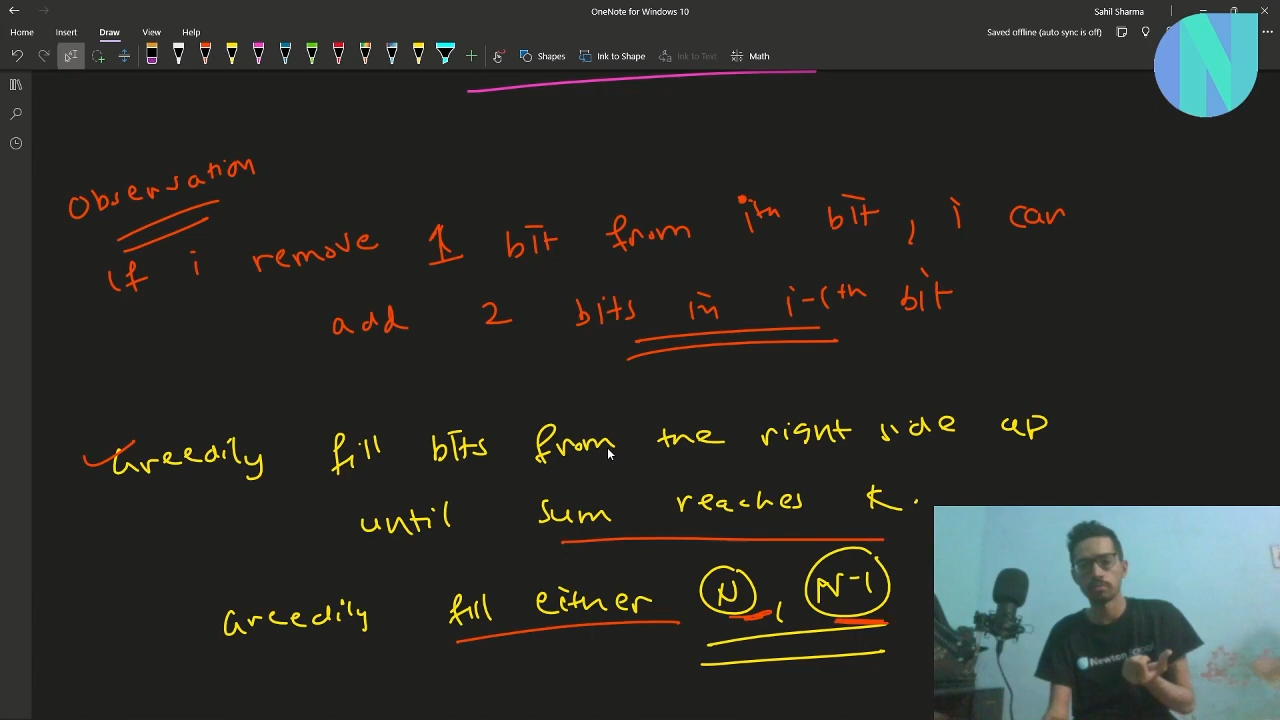 OneNote for Windows 10
Sahil Sharma
Home Insert Draw View Help
Saved offline (auto sync is off)
Shapes Ink to Shape Ink to Text Math
Observation
If i remove 1 bit from ith bit, i can
add 2 bits in i-1th bit
Greedily fill bits from the right side up
until sum reaches K.
Greedily fill either N, N-1
Newton